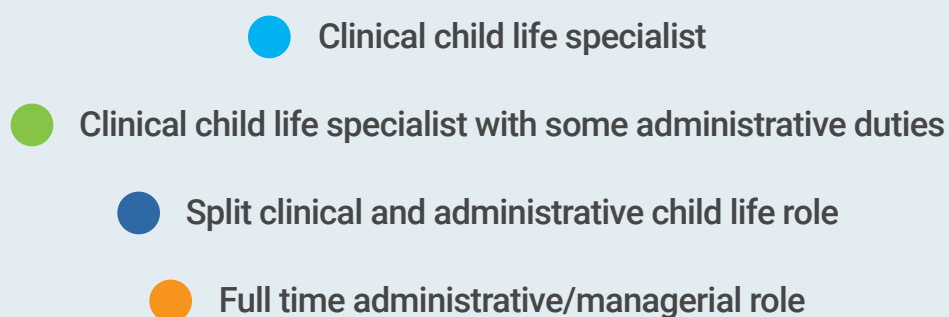 Clinical child life specialist
Clinical child life specialist with some administrative duties
Split clinical and administrative child life role
Full time administrative/managerial role